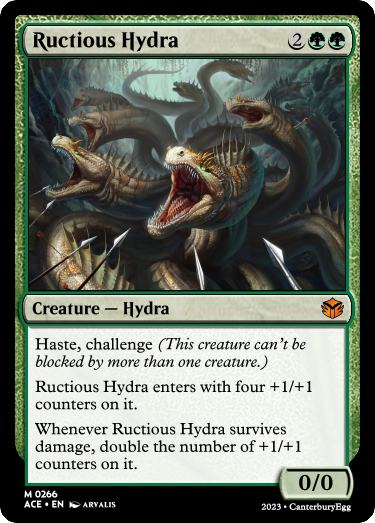 Ructious Hydra 2
Creature — Hydra
Haste, challenge (This creature can't be
blocked by more than one creature.)
Ructious Hydra enters with four +1/+1
counters on it.
Whenever Ructious Hydra survives
damage, double the number of +1/+1
counters on it.
0/0
M 0266
ACE • EN ARVALIS
2023 • CanterburyEgg